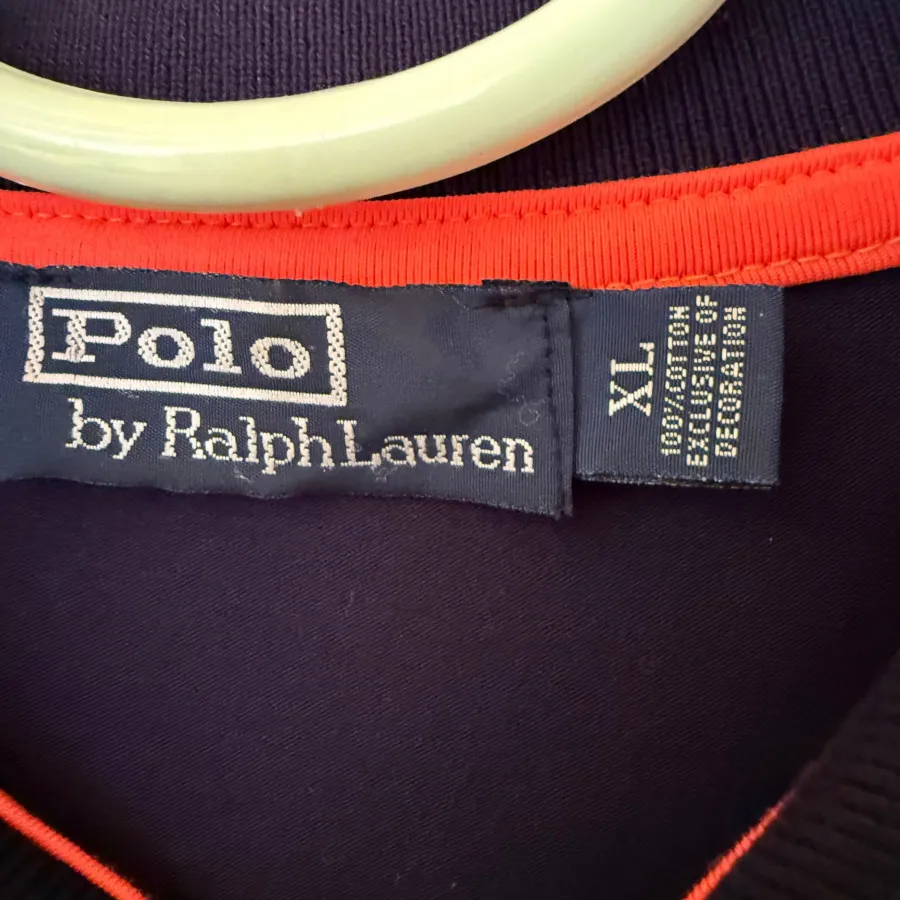 Polo
by Ralph Lauren
XL
100% COTTON
EXCLUSIVE OF
DECORATION